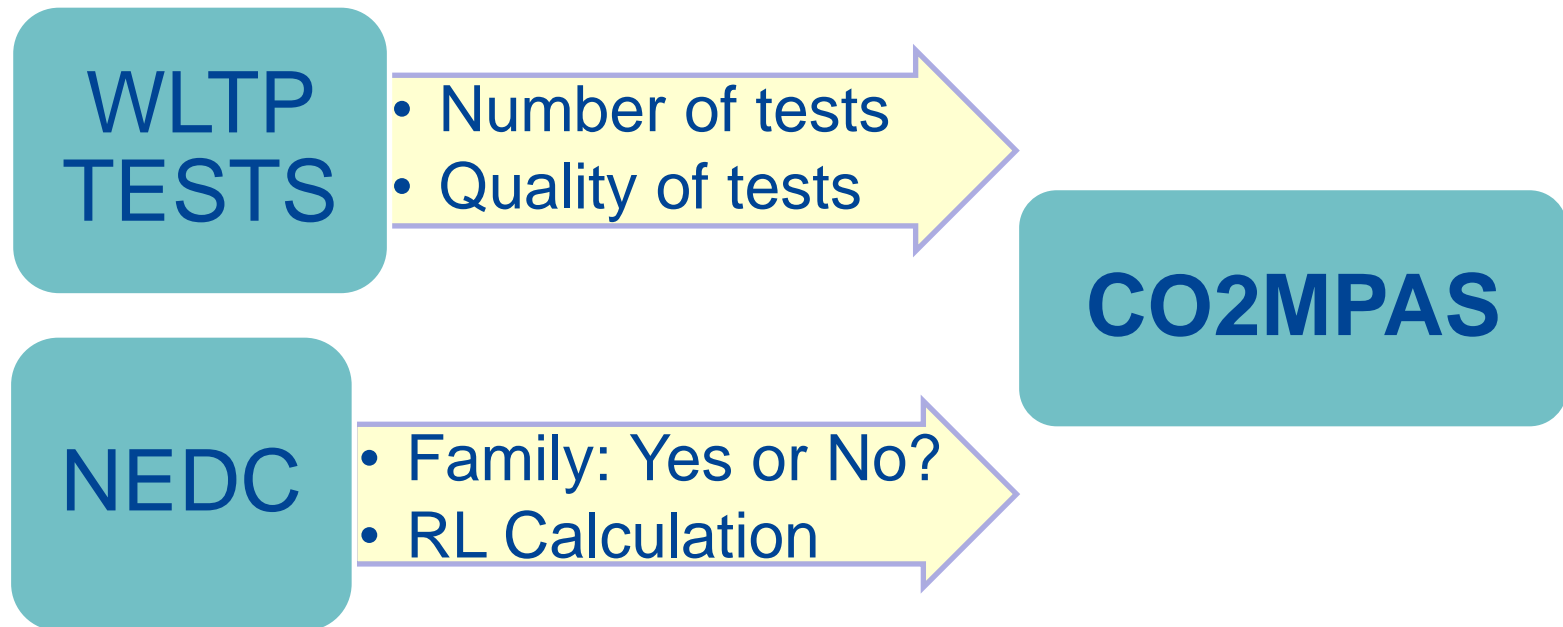 WLTP
TESTS
• Number of tests
• Quality of tests
CO2MPAS
NEDC
• Family: Yes or No?
• RL Calculation